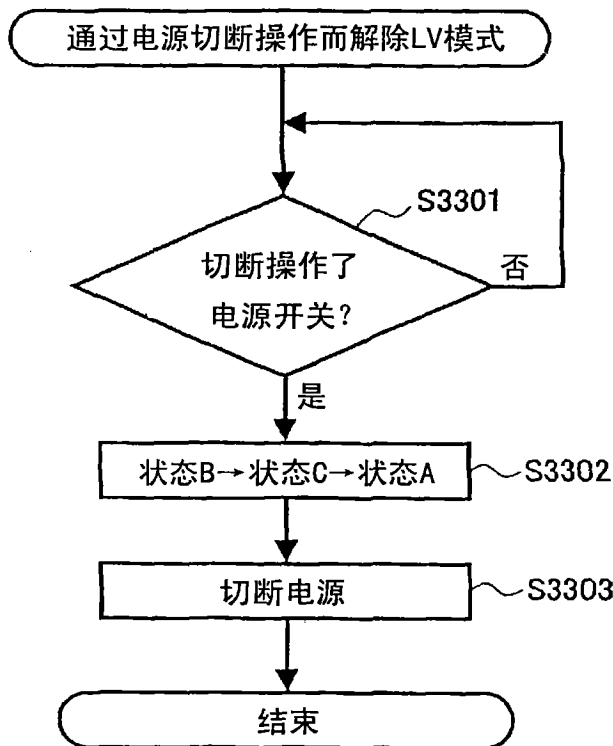 通过电源切断操作而解除LV模式
S3301
切断操作了
电源开关?
否
是
状态B→状态C→状态A
S3302
切断电源
S3303
结束